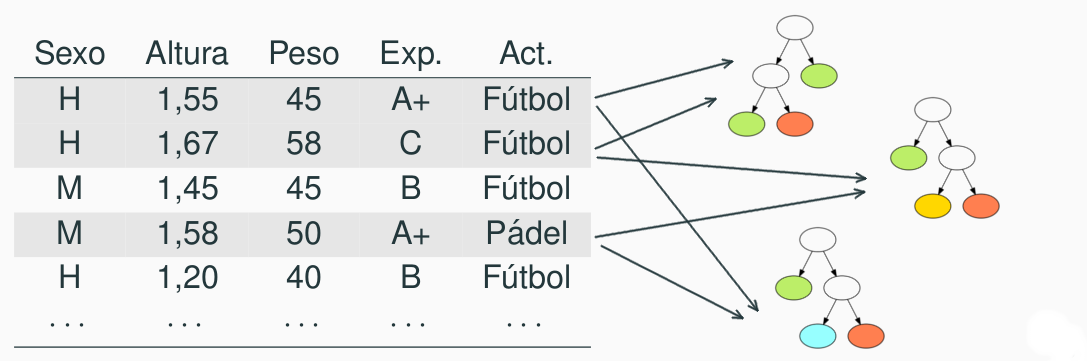 Sexo Altura Peso Exp. Act.
H 1,55 45 A+ Fútbol
H 1,67 58 C Fútbol
M 1,45 45 B Fútbol
M 1,58 50 A+ Pádel
H 1,20 40 B Fútbol
... ... ... ... ...